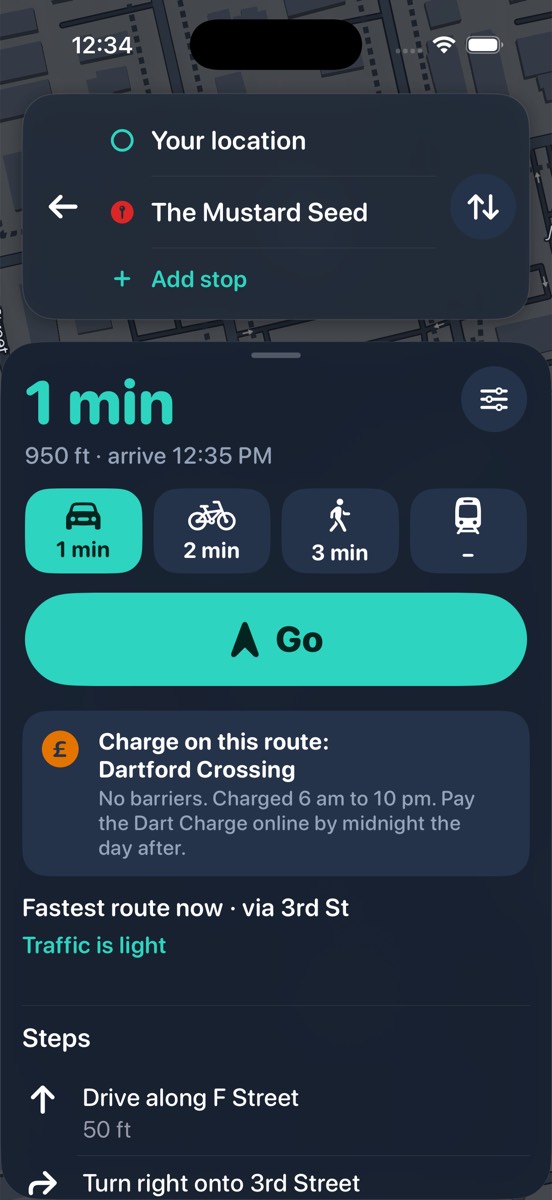 12:34
Your location
The Mustard Seed
+ Add stop
1 min
950 ft · arrive 12:35 PM
1 min
2 min
3 min
–
Go
£
Charge on this route:
Dartford Crossing
No barriers. Charged 6 am to 10 pm. Pay
the Dart Charge online by midnight the
day after.
Fastest route now · via 3rd St
Traffic is light
Steps
Drive along F Street
50 ft
Turn right onto 3rd Street